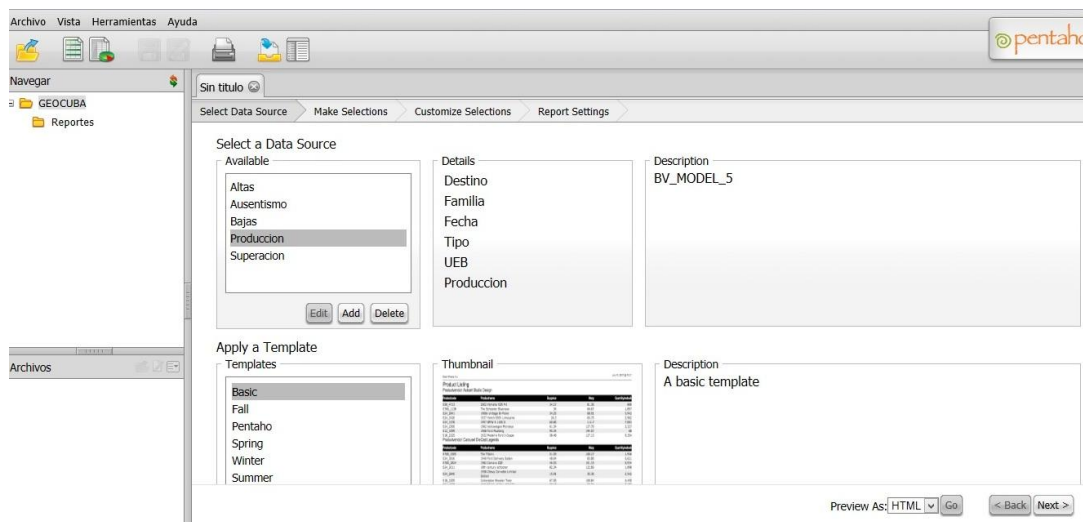 Archivo Vista Herramientas Ayuda
pentaho
Navegar
GEOCUBA
Reportes
Archivos
Sin titulo
Select Data Source Make Selections Customize Selections Report Settings
Select a Data Source
Available
Altas
Ausentismo
Bajas
Produccion
Superacion
Edit Add Delete
Details
Destino
Familia
Fecha
Tipo
UEB
Produccion
Description
BV_MODEL_5
Apply a Template
Templates
Basic
Fall
Pentaho
Spring
Winter
Summer
Thumbnail
Product Listing
Description
A basic template
Preview As: HTML Go < Back Next >